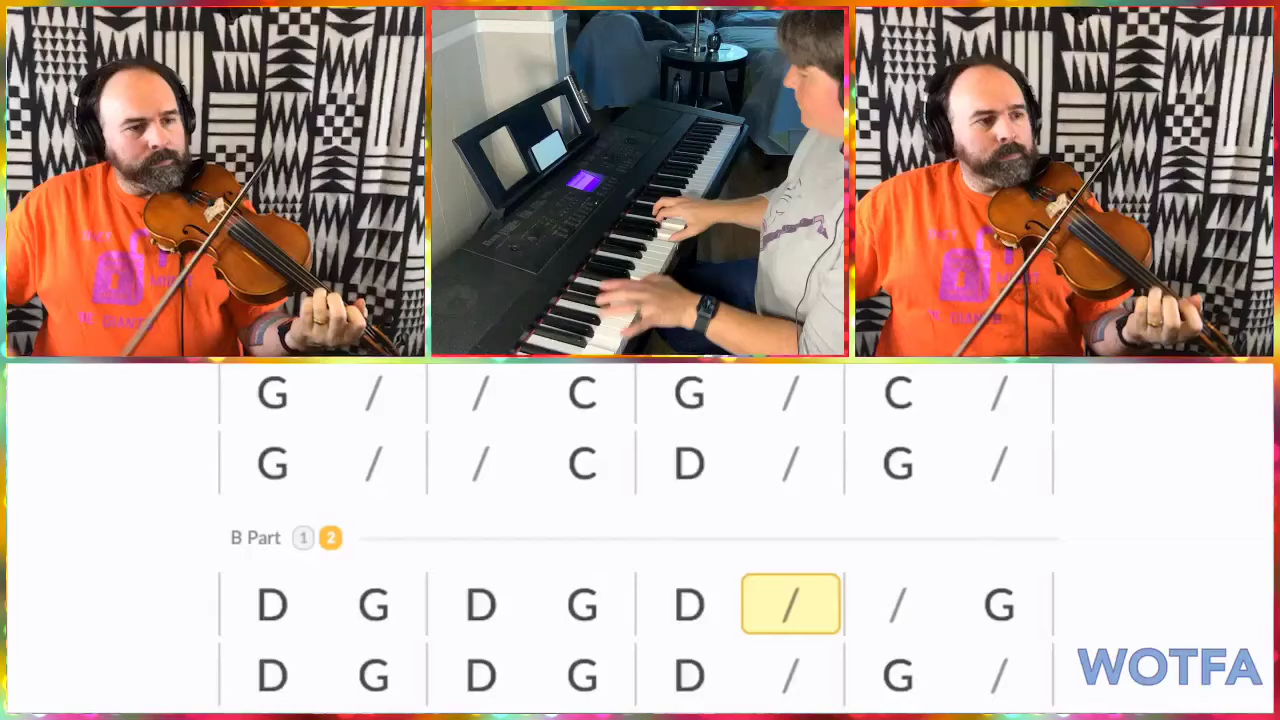 G / / C G / C /
G / / C D G /
B Part 1 2
D G D G D / / G
D G D G D / G /
WOTFA